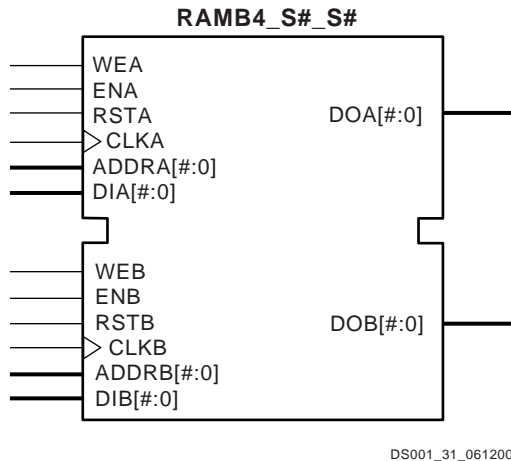 RAMB4_S#_S#
WEA
ENA
RSTA
DOA[#:0]
CLKA
ADDRA[#:0]
DIA[#:0]
WEB
ENB
RSTB
DOB[#:0]
CLKB
ADDRB[#:0]
DIB[#:0]
DS001_31_061200